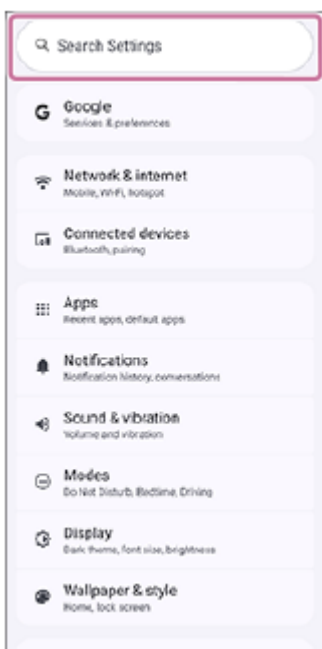 Search Settings
Google
Services & preferences
Network & internet
Mobile, Wi-Fi, hotspot
Connected devices
Bluetooth, pairing
Apps
Recent apps, default apps
Notifications
Notification history, conversations
Sound & vibration
Volume and vibration
Modes
Do Not Disturb, Bedtime, Driving
Display
Dark theme, font size, brightness
Wallpaper & style
Home, lock screen